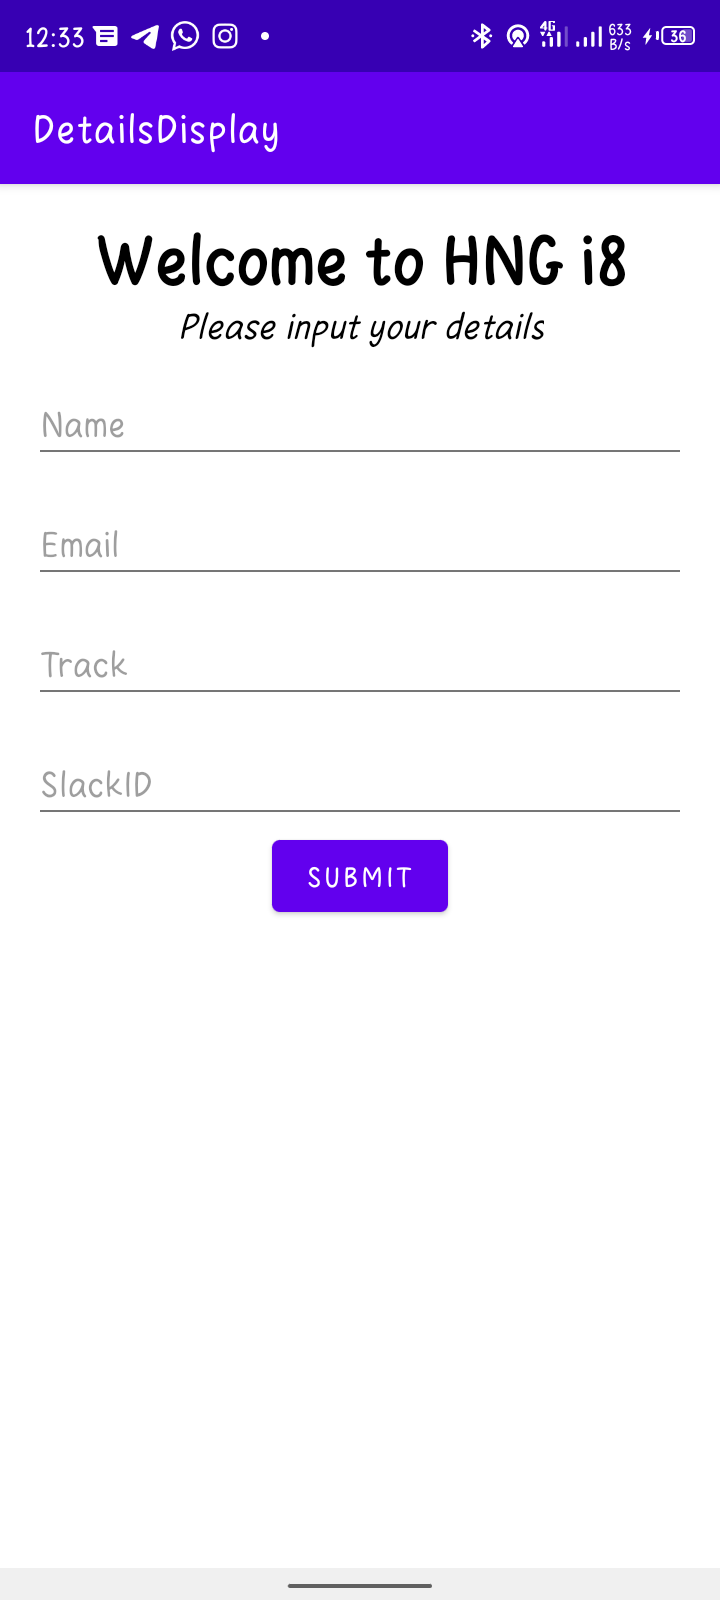 12:33 4G 633 B/s 36
DetailsDisplay
Welcome to HNG i8
Please input your details
Name
Email
Track
SlackID
SUBMIT